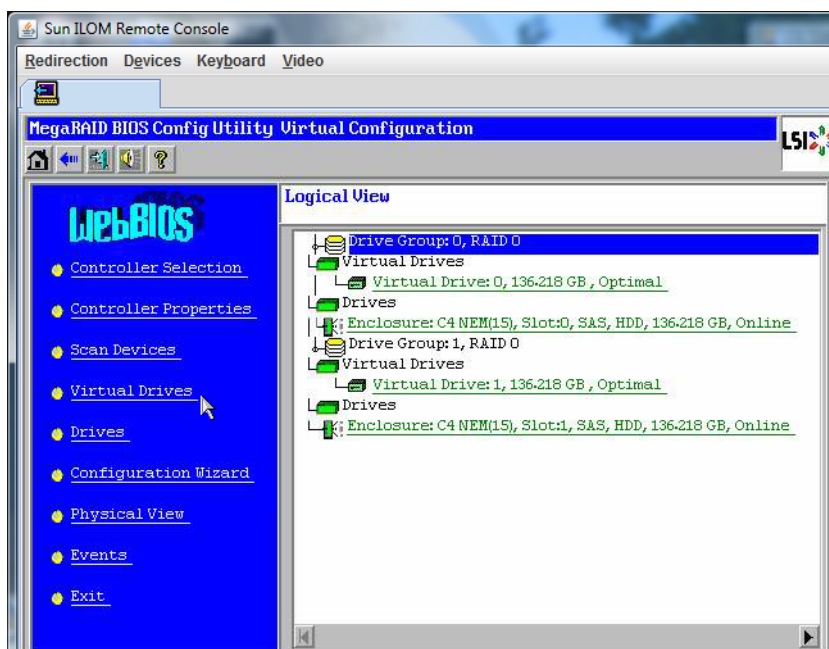 Sun ILOM Remote Console
Redirection Devices Keyboard Video
MegaRAID BIOS Config Utility Virtual Configuration
LSI
WebBIOS
Logical View
Controller Selection
Controller Properties
Scan Devices
Virtual Drives
Drives
Configuration Wizard
Physical View
Events
Exit
Drive Group: 0, RAID 0
Virtual Drives
Virtual Drive: 0, 136.218 GB , Optimal
Drives
Enclosure: C4 NEM(15), Slot:0, SAS, HDD, 136.218 GB, Online
Drive Group: 1, RAID 0
Virtual Drives
Virtual Drive: 1, 136.218 GB , Optimal
Drives
Enclosure: C4 NEM(15), Slot:1, SAS, HDD, 136.218 GB, Online